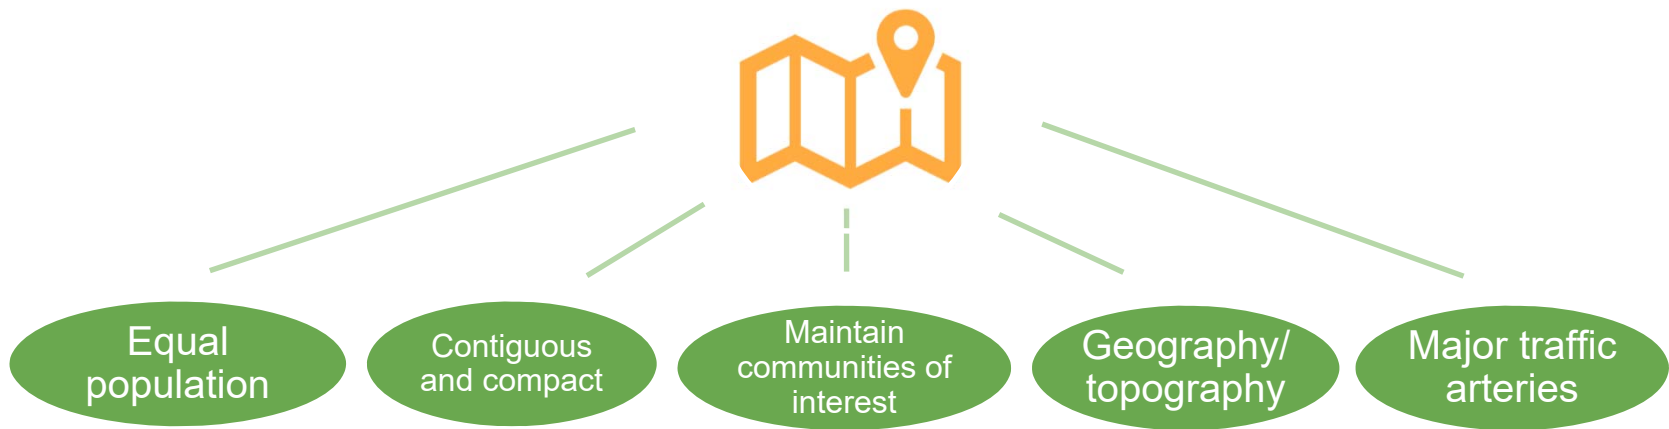 Equal
population
Contiguous
and compact
Maintain
communities of
interest
Geography/
topography
Major traffic
arteries